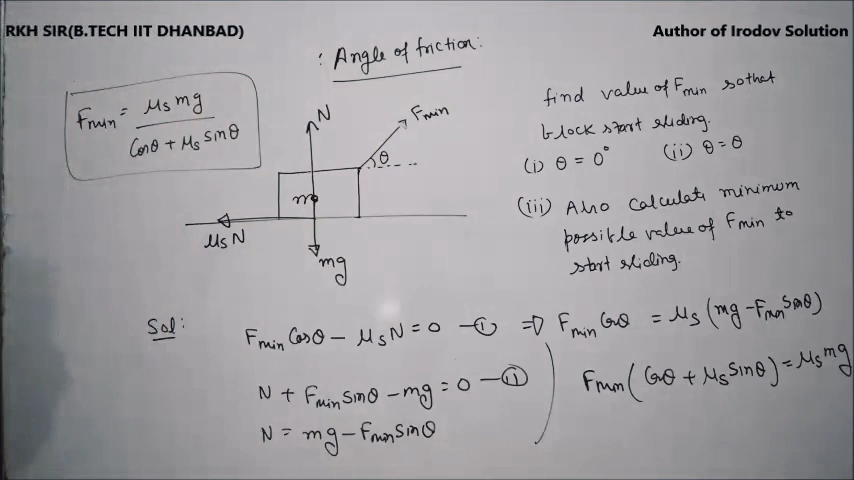 RKH SIR(B.TECH IIT DHANBAD)
Author of Irodov Solution
: Angle of friction:
Fmin = μs mg / Cosθ + μs sinθ
N
Fmin
θ
m
μsN
mg
find value of Fmin so that
block start sliding.
(i) θ = 0° (ii) θ = θ
(iii) Also calculate minimum
possible value of Fmin to
start sliding.
Sol:
Fmin Cosθ - μsN = 0 —(i) ⇒ Fmin Cosθ = μs (mg - Fmin sinθ)
N + Fmin sinθ - mg = 0 —(ii)
Fmin (Cosθ + μs sinθ) = μs mg
N = mg - Fmin sinθ